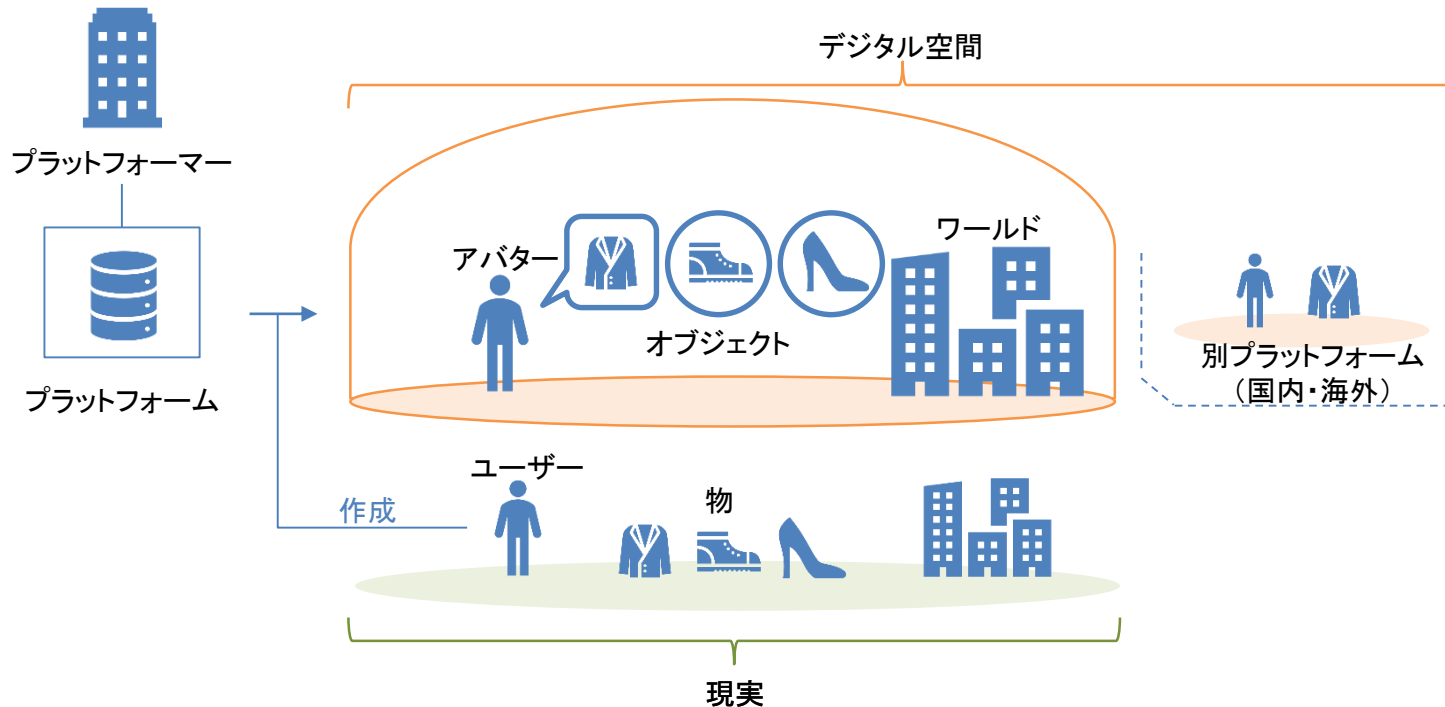 デジタル空間
プラットフォーマー
プラットフォーム
アバター
オブジェクト
ワールド
別プラットフォーム
（国内・海外）
ユーザー
作成
物
現実